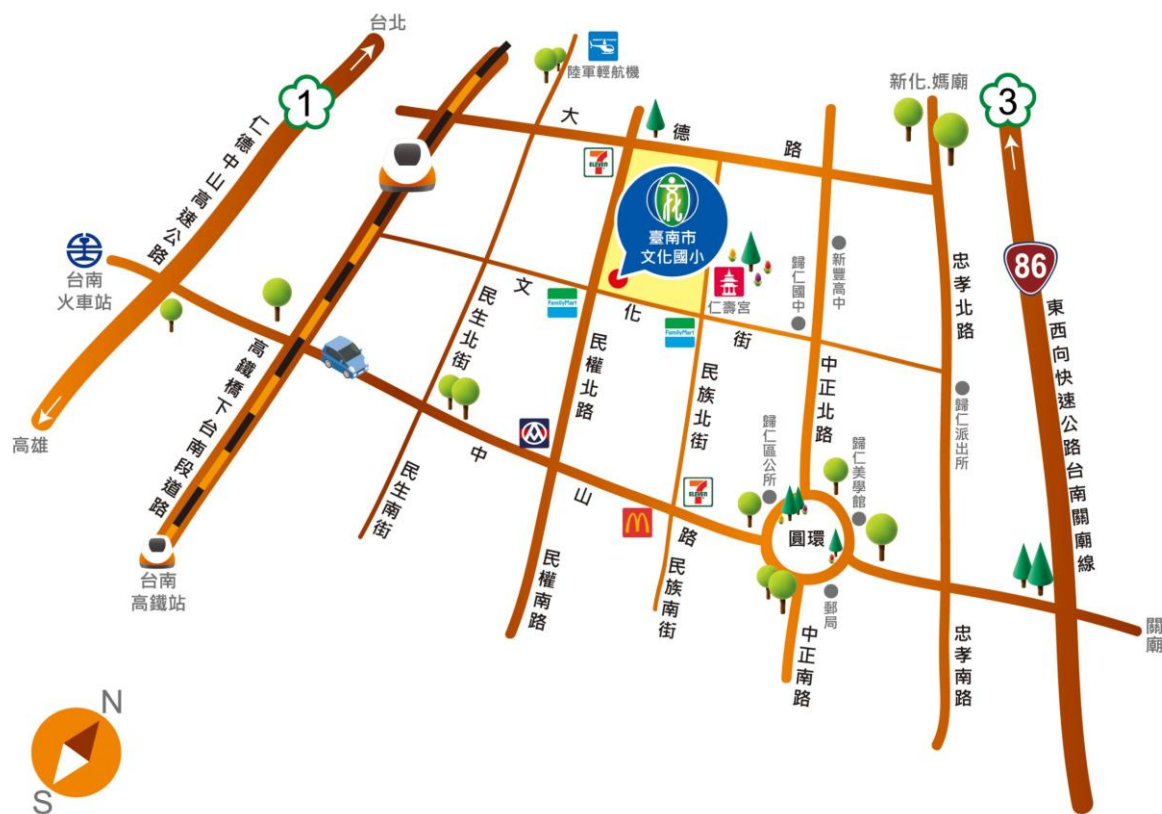 台北
1
仁德中山高速公路
台南
火車站
高雄
高鐵橋下台南段道路
台南
高鐵站
陸軍輕航機
大德路
7
ELEVEN
臺南市
文化國小
仁壽宮
文化街
FamilyMart
FamilyMart
民生北街
民生南街
民權北路
民權南路
民族北街
民族南街
中山路
7
ELEVEN
歸仁國中
新豐高中
中正北路
歸仁區公所
歸仁美學館
圓環
郵局
中正南路
新化.媽廟
忠孝北路
歸仁派出所
忠孝南路
3
86
東西向快速公路台南關廟線
關廟
N
S